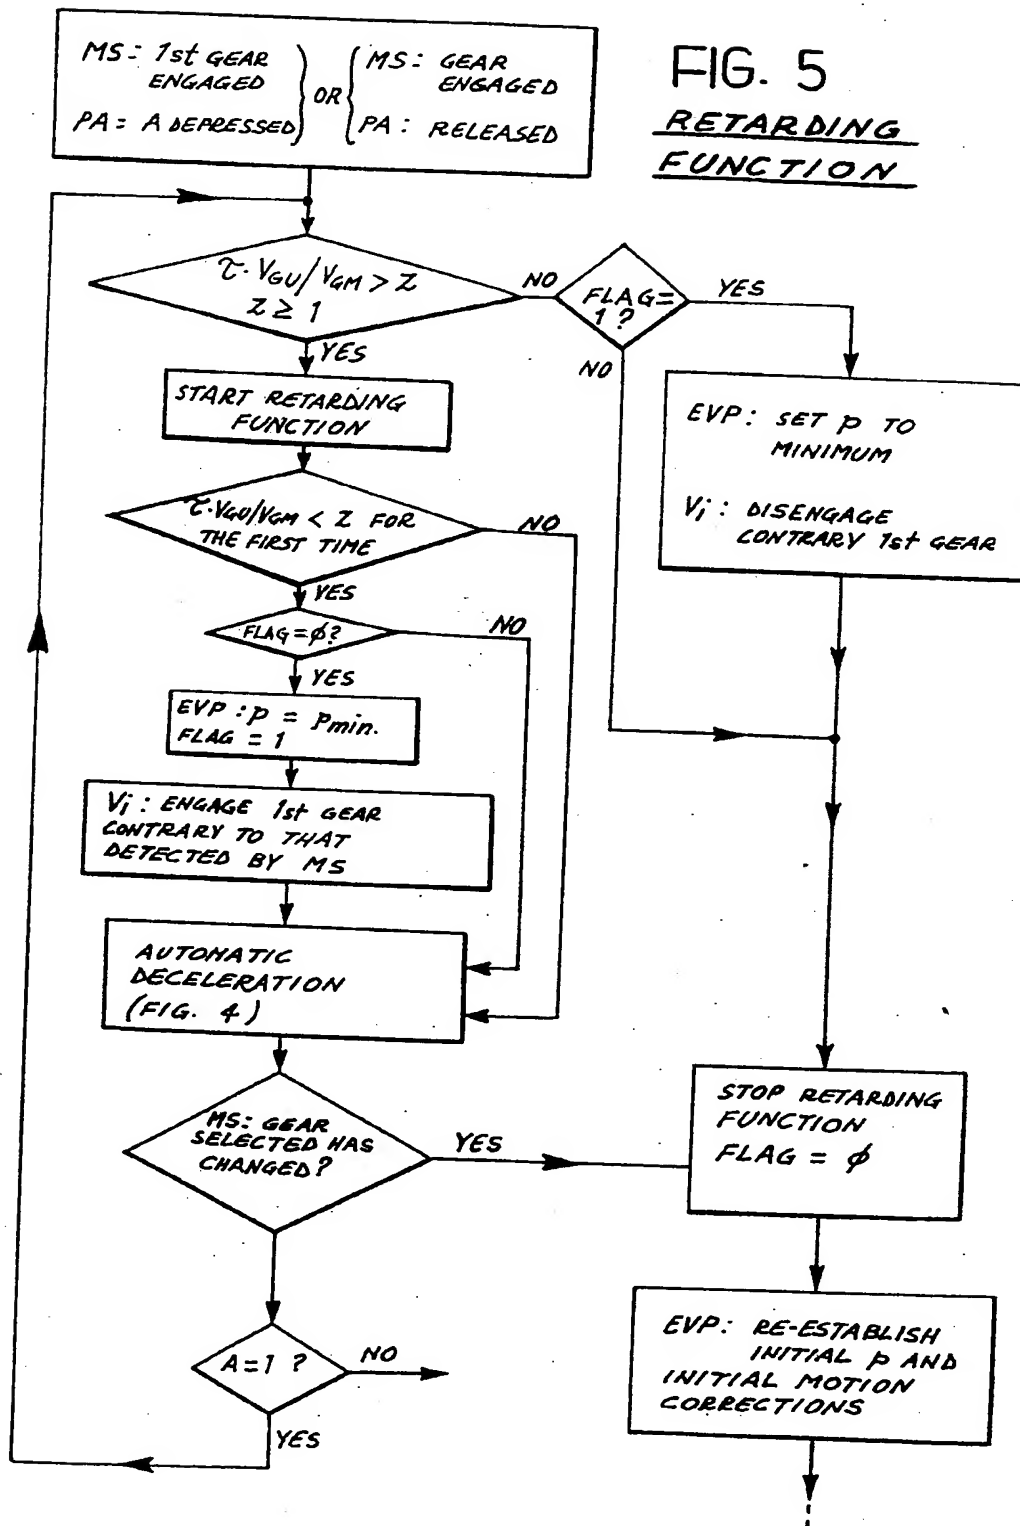 FIG. 5
RETARDING
FUNCTION
MS: 1st GEAR
ENGAGED
PA = A DEPRESSED
OR
MS: GEAR
ENGAGED
PA: RELEASED
τ·VGU/VGM > Z
Z ≥ 1
NO
FLAG =
1 ?
YES
NO
YES
START RETARDING
FUNCTION
EVP: SET p TO
MINIMUM
Vi: DISENGAGE
CONTRARY 1st GEAR
τ·VGU/VGM < Z FOR
THE FIRST TIME
NO
YES
FLAG = ϕ?
NO
YES
EVP : p = pmin.
FLAG = 1
Vi: ENGAGE 1st GEAR
CONTRARY TO THAT
DETECTED BY MS
AUTOMATIC
DECELERATION
(FIG. 4)
MS: GEAR
SELECTED HAS
CHANGED?
YES
STOP RETARDING
FUNCTION
FLAG = ϕ
A = 1 ?
NO
YES
EVP: RE-ESTABLISH
INITIAL p AND
INITIAL MOTION
CORRECTIONS